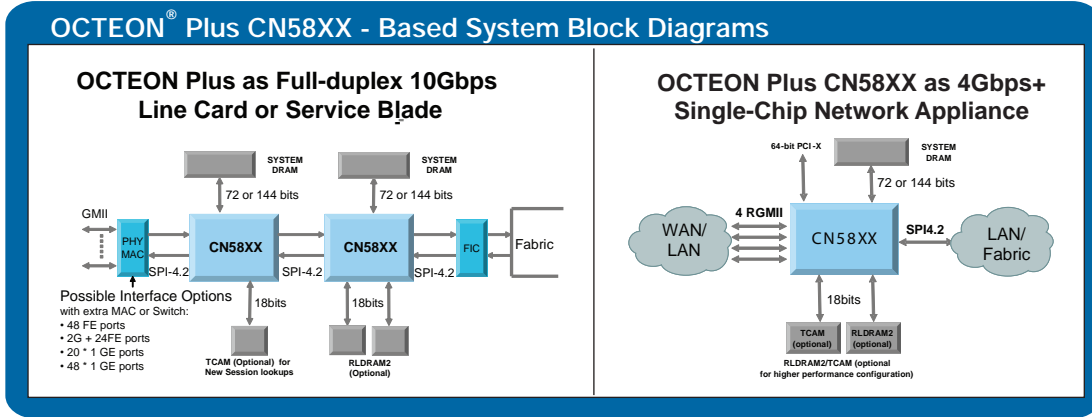 OCTEON® Plus CN58XX - Based System Block Diagrams
OCTEON Plus as Full-duplex 10Gbps
Line Card or Service Blade
SYSTEM
DRAM
SYSTEM
DRAM
72 or 144 bits
72 or 144 bits
GMII
PHY
MAC
CN58XX
CN58XX
FIC
Fabric
SPI-4.2
SPI-4.2
SPI-4.2
Possible Interface Options
with extra MAC or Switch:
• 48 FE ports
• 2G + 24FE ports
• 20 * 1 GE ports
• 48 * 1 GE ports
18bits
18bits
TCAM (Optional) for
New Session lookups
RLDRAM2
(Optional)
OCTEON Plus CN58XX as 4Gbps+
Single-Chip Network Appliance
64-bit PCI-X
SYSTEM
DRAM
72 or 144 bits
WAN/
LAN
4 RGMII
CN58XX
SPI4.2
LAN/
Fabric
18bits
TCAM
(optional)
RLDRAM2
(optional)
RLDRAM2/TCAM (optional
for higher performance configuration)